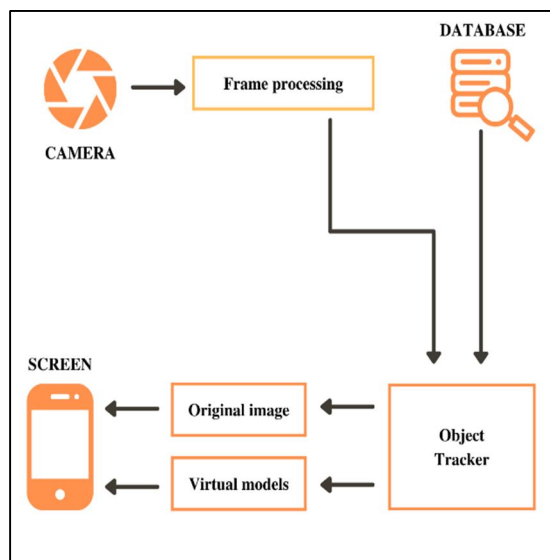 DATABASE
Frame processing
CAMERA
SCREEN
Original image
Object
Tracker
Virtual models